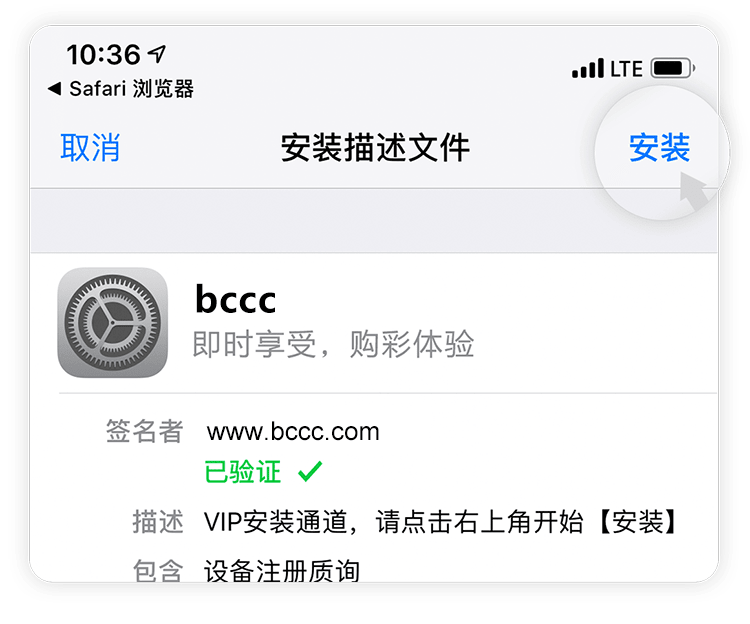 10:36
LTE
Safari 浏览器
取消
安装描述文件
安装
bccc
即时享受，购彩体验
签名者
www.bccc.com
已验证
描述
VIP安装通道，请点击右上角开始【安装】
包含
设备注册质询